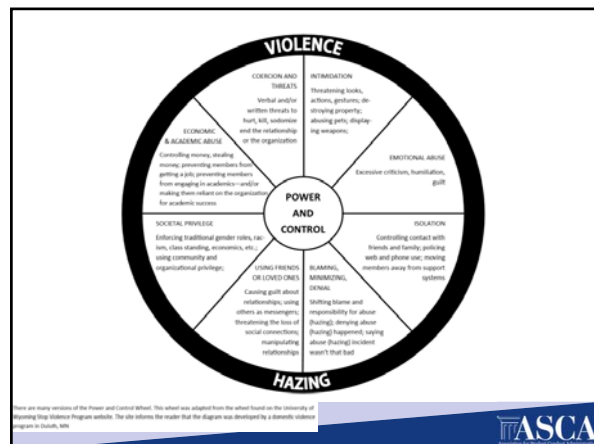 VIOLENCE
COERCION AND
THREATS
Verbal and/or
written threats to
hurt, kill, sodomize
end the relationship
or the organization
INTIMIDATION
Threatening looks,
actions, gestures; de-
stroying property;
abusing pets; display-
ing weapons;
ECONOMIC
& ACADEMIC ABUSE
Controlling money, stealing
money; preventing members from
getting a job; preventing members
from engaging in academics—and/or
making them reliant on the organization
for academic success
EMOTIONAL ABUSE
Excessive criticism, humiliation,
guilt
POWER
AND
CONTROL
SOCIETAL PRIVILEGE
Enforcing traditional gender roles, rac-
ism, class standing, economics, etc.;
using community and
organizational privilege;
ISOLATION
Controlling contact with
friends and family; policing
web and phone use; moving
members away from support
systems
USING FRIENDS
OR LOVED ONES
Causing guilt about
relationships; using
others as messengers;
threatening the loss of
social connections;
manipulating
relationships
BLAMING,
MINIMIZING,
DENIAL
Shifting blame and
responsibility for abuse
(hazing); denying abuse
(hazing) happened; saying
abuse (hazing) incident
wasn't that bad
HAZING
There are many versions of the Power and Control Wheel. This wheel was adapted from the wheel found on the University of
Wyoming Stop Violence Program website. The site informs the reader that the diagram was developed by a domestic violence
program in Duluth, MN
ASCA